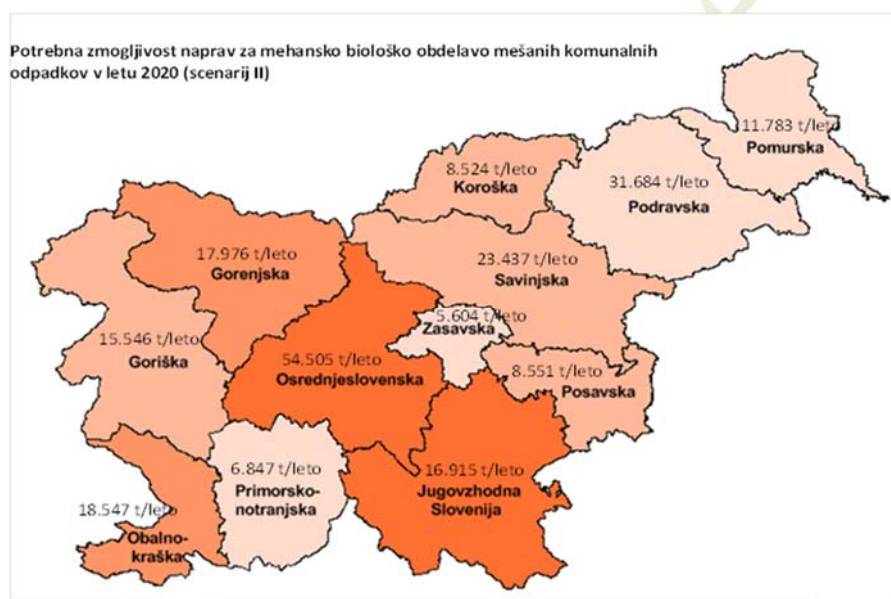 Potrebna zmogljivost naprav za mehansko biološko obdelavo mešanih komunalnih
odpadkov v letu 2020 (scenarij II)
11.783 t/leto
Pomurska
8.524 t/leto
Koroška
31.684 t/leto
Podravska
17.976 t/leto
Gorenjska
23.437 t/leto
Savinjska
5.604 t/leto
Zasavska
15.546 t/leto
Goriška
54.505 t/leto
Osrednjeslovenska
8.551 t/leto
Posavska
6.847 t/leto
Primorsko-
notranjska
16.915 t/leto
Jugovzhodna
Slovenija
18.547 t/leto
Obalno-
kraška